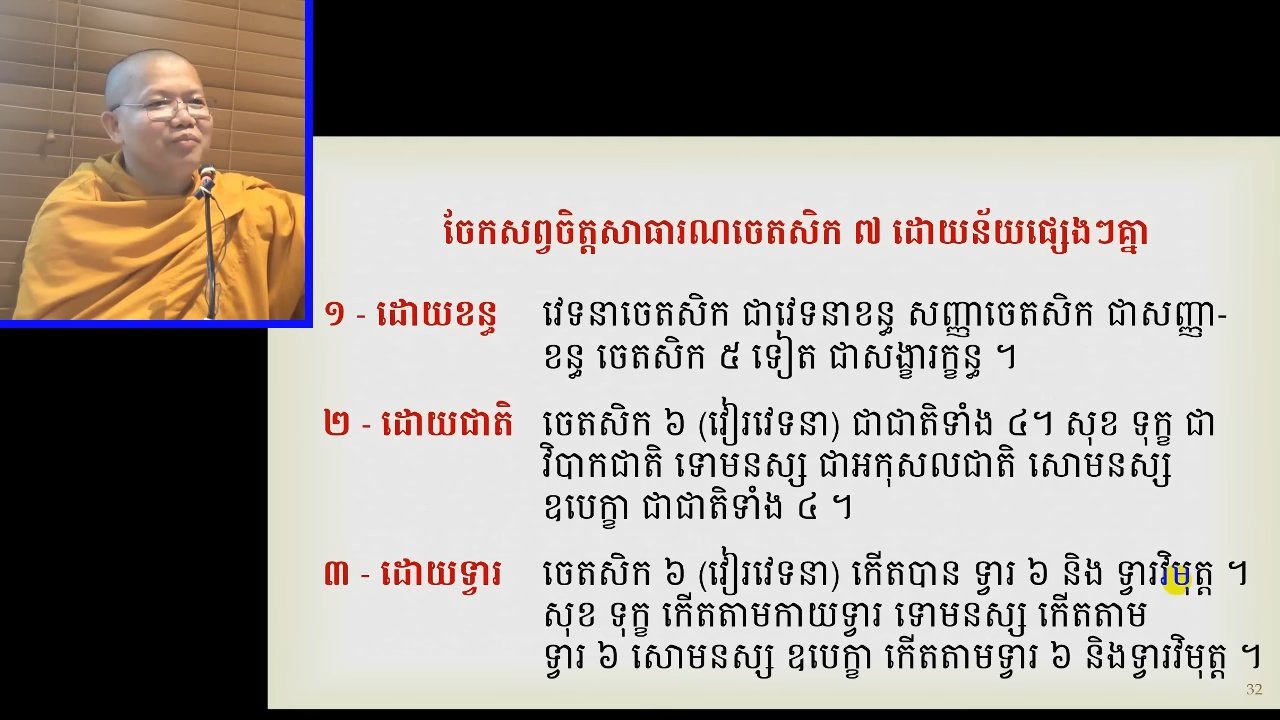 ចែកសព្វចិត្តសាធារណចេតសិក ៧ ដោយន័យផ្សេងៗគ្នា
១ - ដោយខន្ធ វេទនាចេតសិក ជាវេទនាខន្ធ សញ្ញាចេតសិក ជាសញ្ញា-
ខន្ធ ចេតសិក ៥ ទៀត ជាសង្ខារក្ខន្ធ ។
២ - ដោយជាតិ ចេតសិក ៦ (វៀរវេទនា) ជាជាតិទាំង ៤។ សុខ ទុក្ខ ជា
វិបាកជាតិ ទោមនស្ស ជាអកុសលជាតិ សោមនស្ស
ឧបេក្ខា ជាជាតិទាំង ៤ ។
៣ - ដោយទ្វារ ចេតសិក ៦ (វៀរវេទនា) កើតបាន ទ្វារ ៦ និង ទ្វារវិមុត្ត ។
សុខ ទុក្ខ កើតតាមកាយទ្វារ ទោមនស្ស កើតតាម
ទ្វារ ៦ សោមនស្ស ឧបេក្ខា កើតតាមទ្វារ ៦ និងទ្វារវិមុត្ត ។
32